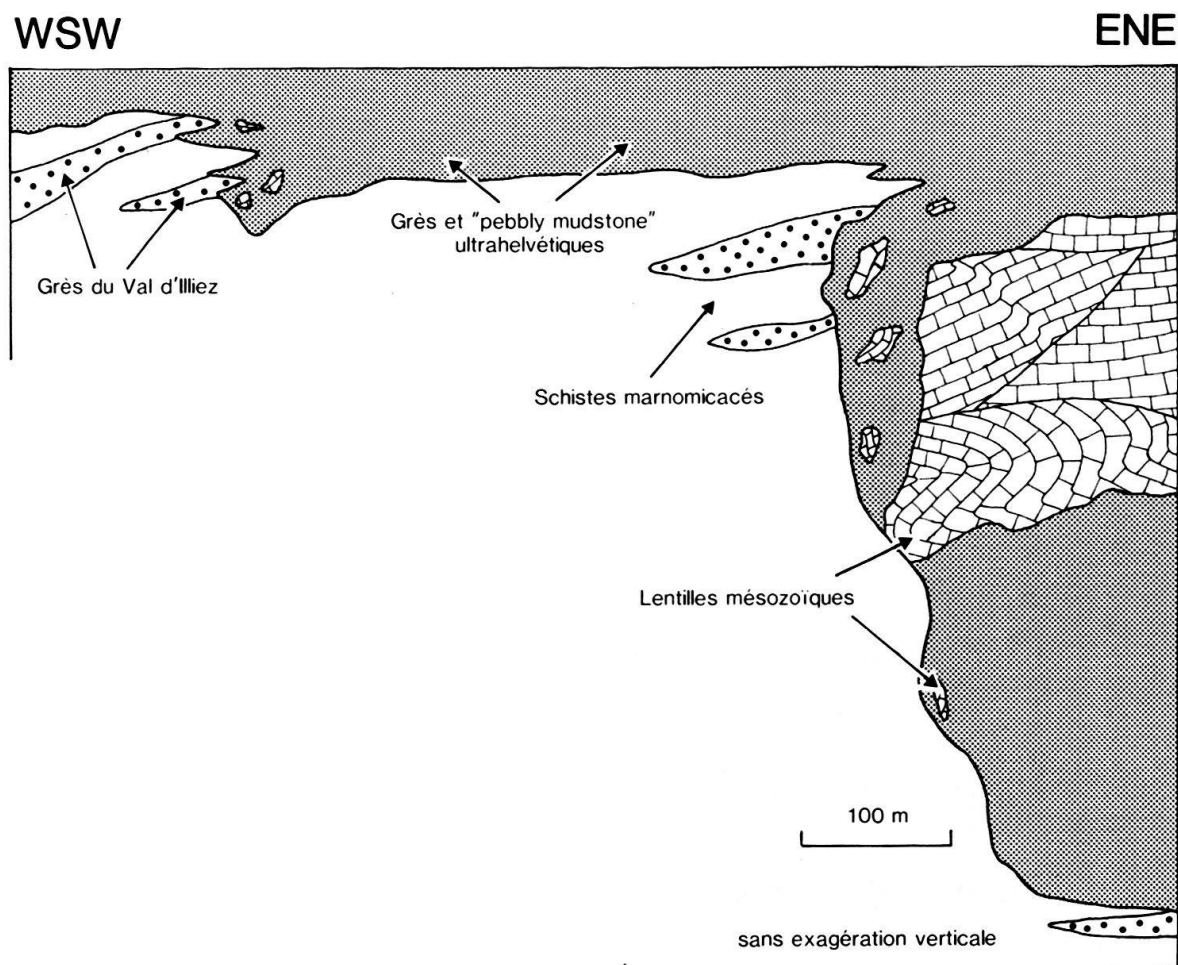 WSW
ENE
Grès et "pebbly mudstone"
ultrahelvétiques
Grès du Val d'Illiez
Schistes marnomicacés
Lentilles mésozoïques
100 m
sans exagération verticale